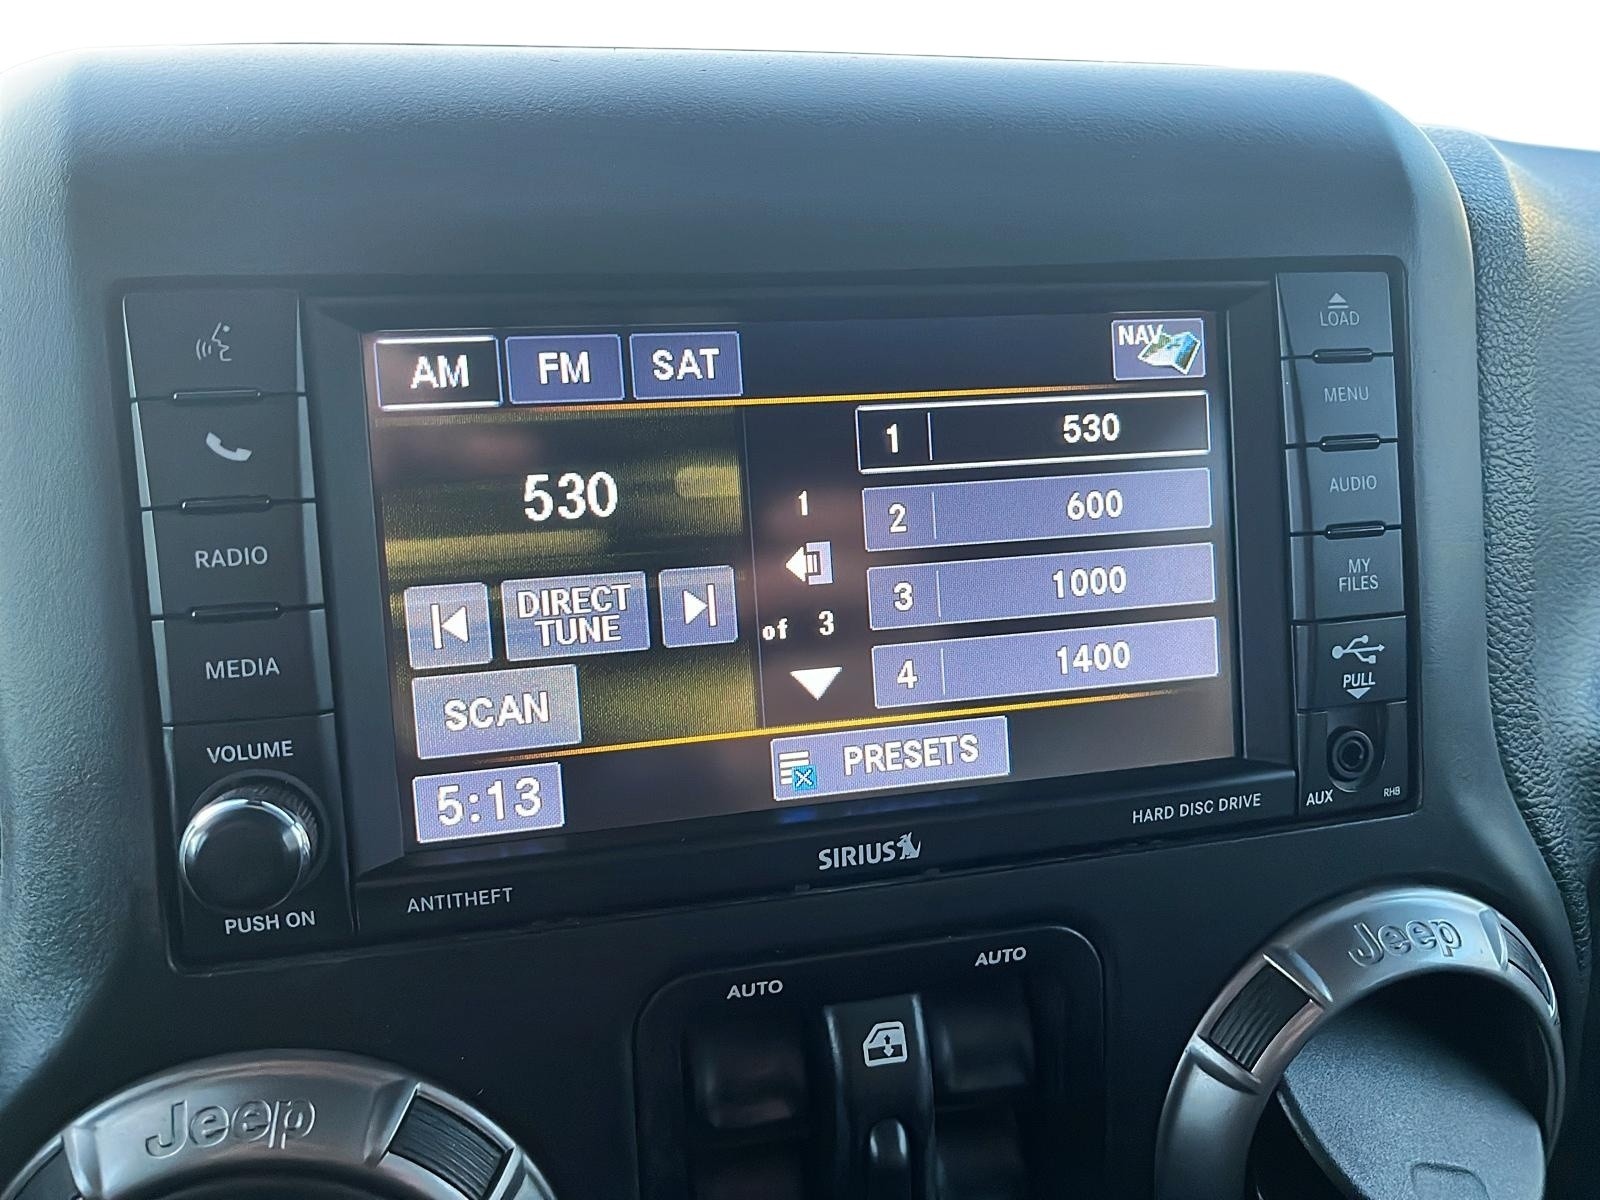 AM FM SAT
NAV
530
DIRECT
TUNE
SCAN
5:13
1
of 3
1 530
2 600
3 1000
4 1400
PRESETS
RADIO
MEDIA
VOLUME
PUSH ON
ANTITHEFT
SIRIUS
HARD DISC DRIVE
LOAD
MENU
AUDIO
MY
FILES
PULL
AUX
RHB
AUTO
AUTO
Jeep
Jeep